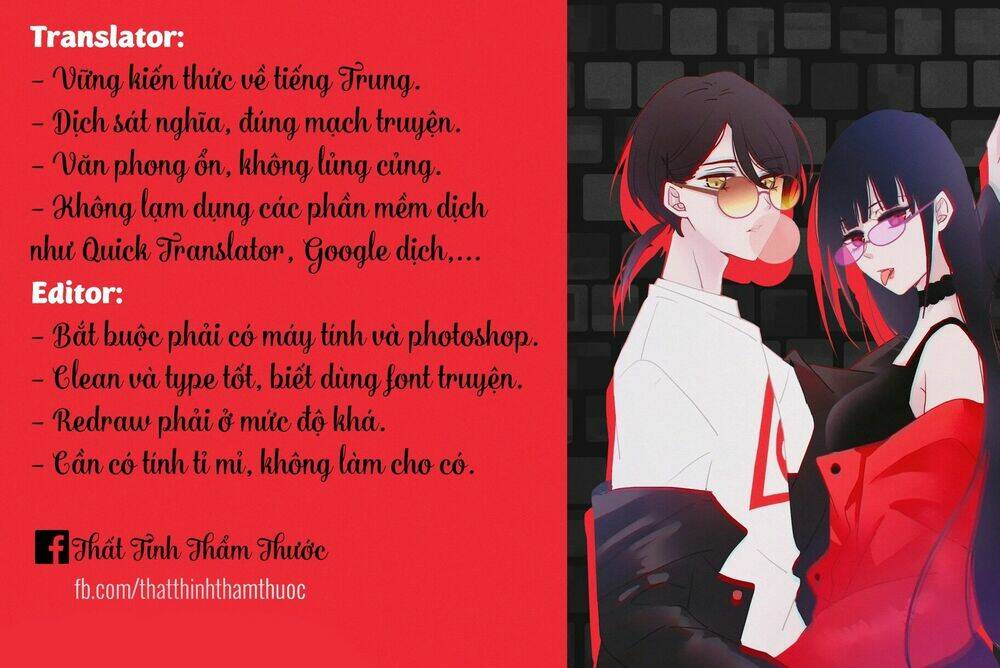 Translator:
- Vững kiến thức về tiếng Trung.
- Dịch sát nghĩa, đúng mạch truyện.
- Văn phong ổn, không lủng củng.
- Không lạm dụng các phần mềm dịch
như Quick Translator, Google dịch,...
Editor:
- Bắt buộc phải có máy tính và photoshop.
- Clean và type tốt, biết dùng font truyện.
- Redraw phải ở mức độ khá.
- Cần có tính tỉ mỉ, không làm cho có.
Thất Tình Thẩm Thước
fb.com/thatthinhthamthuoc